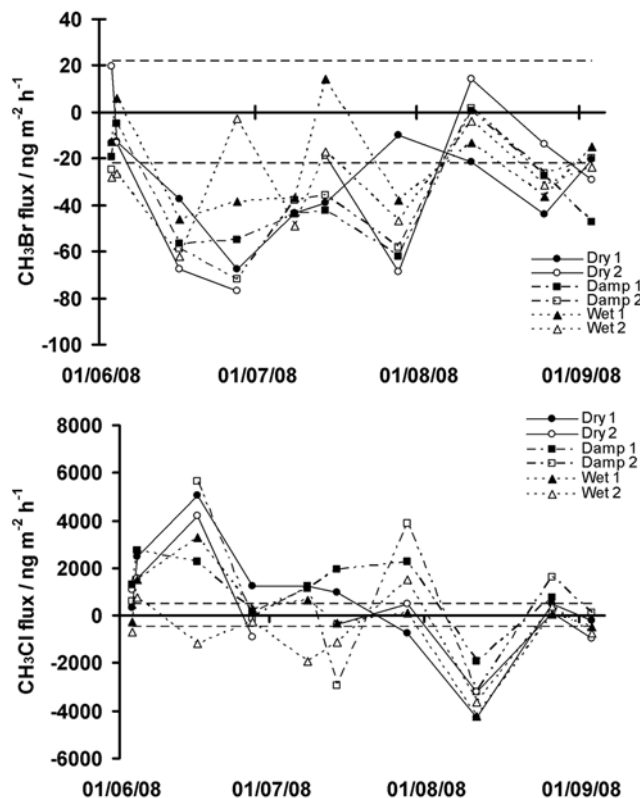 40
20
0
-20
-40
-60
-80
-100
CH₃Br flux / ng m⁻² h⁻¹
Dry 1
Dry 2
Damp 1
Damp 2
Wet 1
Wet 2
01/06/08 01/07/08 01/08/08 01/09/08
8000
6000
4000
2000
0
-2000
-4000
-6000
CH₃Cl flux / ng m⁻² h⁻¹
Dry 1
Dry 2
Damp 1
Damp 2
Wet 1
Wet 2
01/06/08 01/07/08 01/08/08 01/09/08